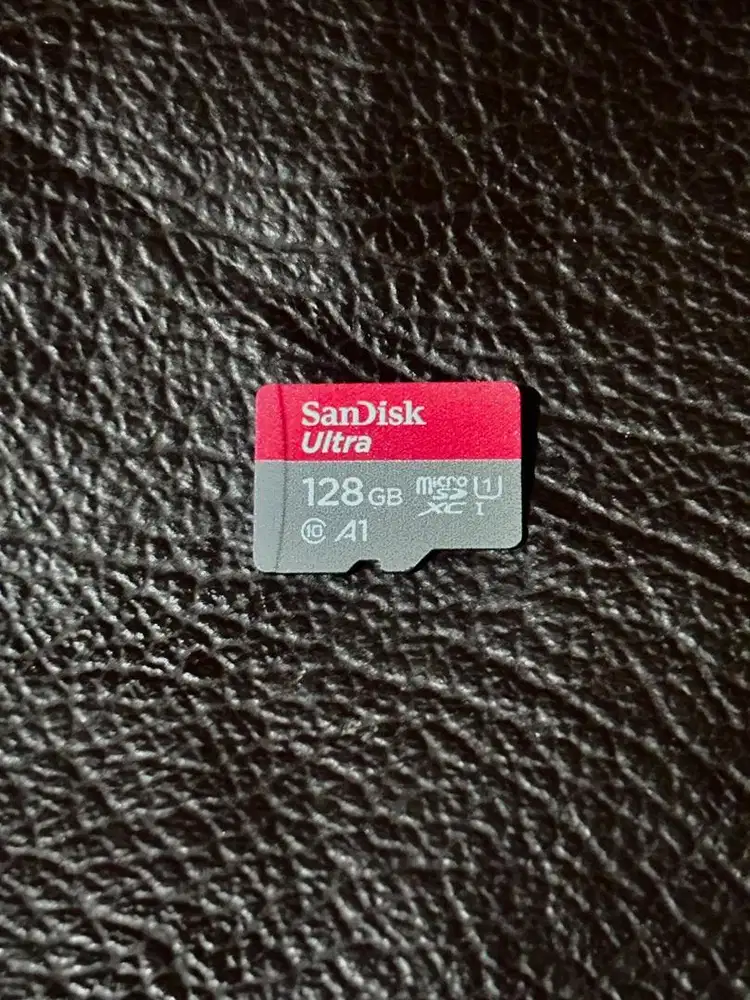 SanDisk
Ultra
128 GB micro SD XC U1 I
10 A1